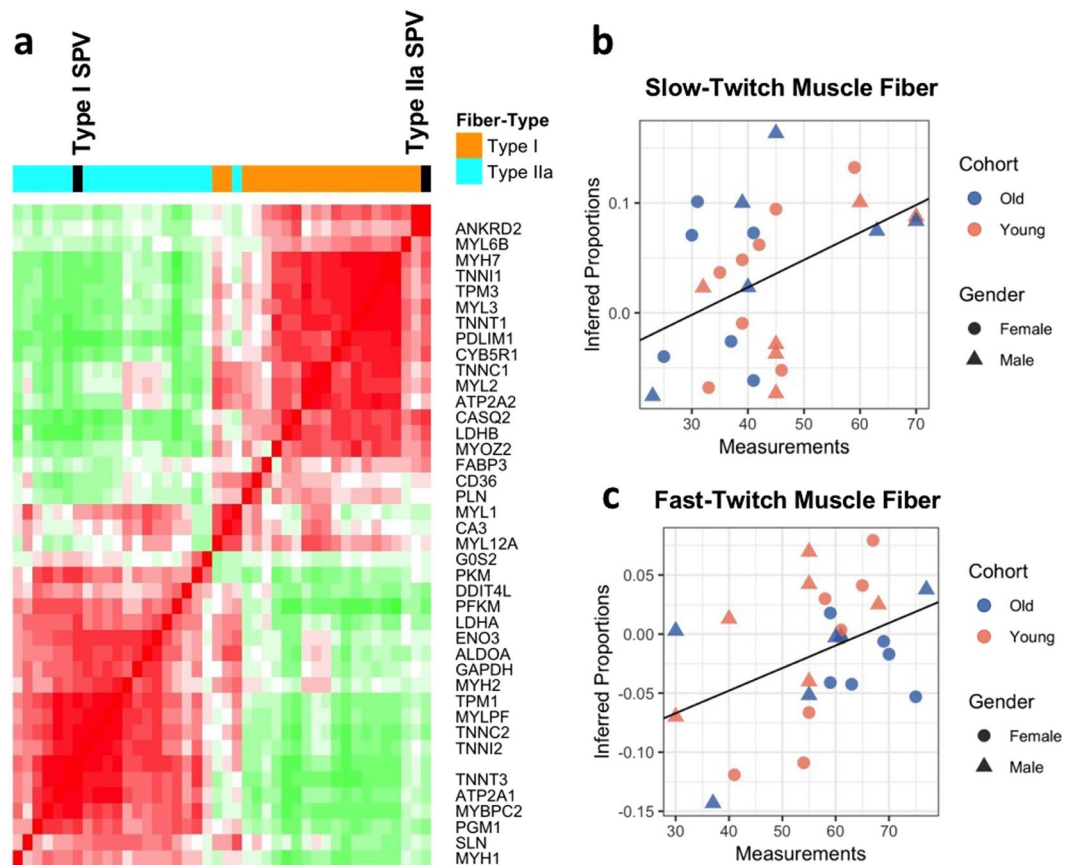 a
Type I SPV
Type IIa SPV
Fiber-Type
Type I
Type IIa
ANKRD2
MYL6B
MYH7
TNNI1
TPM3
MYL3
TNNT1
PDLIM1
CYB5R1
TNNC1
MYL2
ATP2A2
CASQ2
LDHB
MYOZ2
FABP3
CD36
PLN
MYL1
CA3
MYL12A
G0S2
PKM
DDIT4L
PFKM
LDHA
ENO3
ALDOA
GAPDH
MYH2
TPM1
MYLPF
TNNC2
TNNI2
TNNT3
ATP2A1
MYBPC2
PGM1
SLN
MYH1
b
Slow-Twitch Muscle Fiber
Inferred Proportions
0.1
0.0
30 40 50 60 70
Measurements
Cohort
Old
Young
Gender
Female
Male
c
Fast-Twitch Muscle Fiber
Inferred Proportions
0.05
0.00
-0.05
-0.10
-0.15
30 40 50 60 70
Measurements
Cohort
Old
Young
Gender
Female
Male